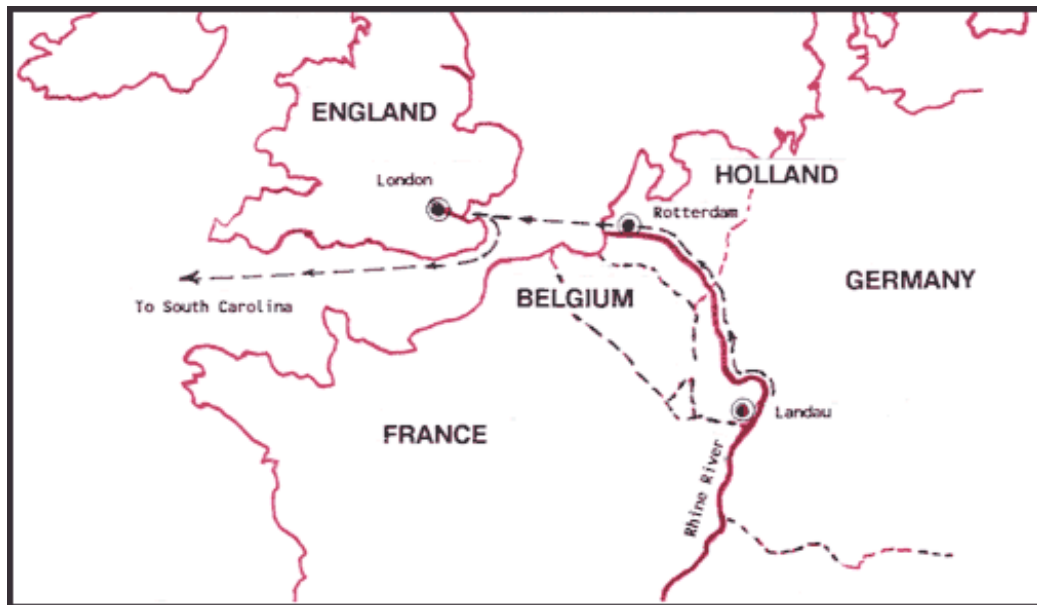 ENGLAND
HOLLAND
London
Rotterdam
GERMANY
BELGIUM
To South Carolina
Landau
FRANCE
Rhine River